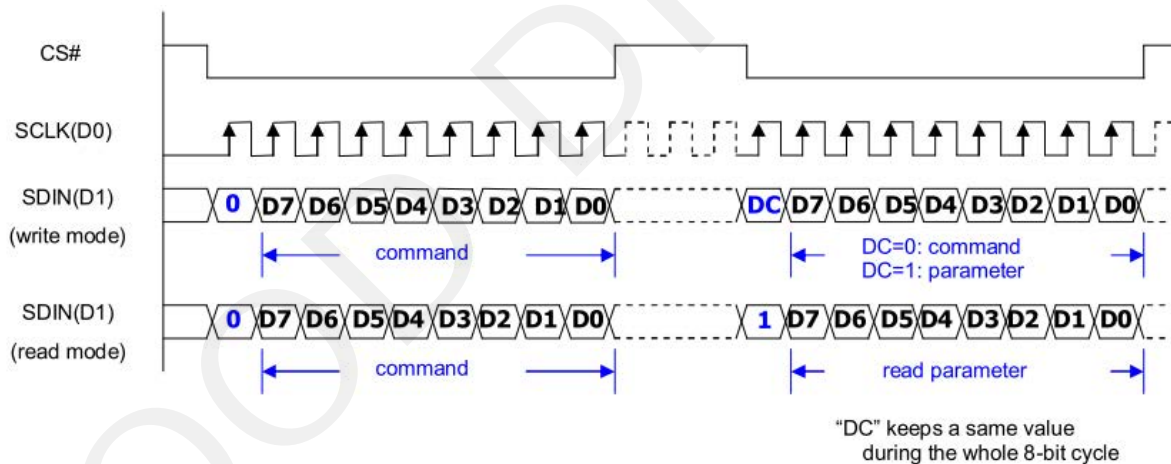 CS#
SCLK(D0)
SDIN(D1)
(write mode)
0 D7 D6 D5 D4 D3 D2 D1 D0 DC D7 D6 D5 D4 D3 D2 D1 D0
command
DC=0: command
DC=1: parameter
SDIN(D1)
(read mode)
0 D7 D6 D5 D4 D3 D2 D1 D0 1 D7 D6 D5 D4 D3 D2 D1 D0
command
read parameter
“DC” keeps a same value
during the whole 8-bit cycle